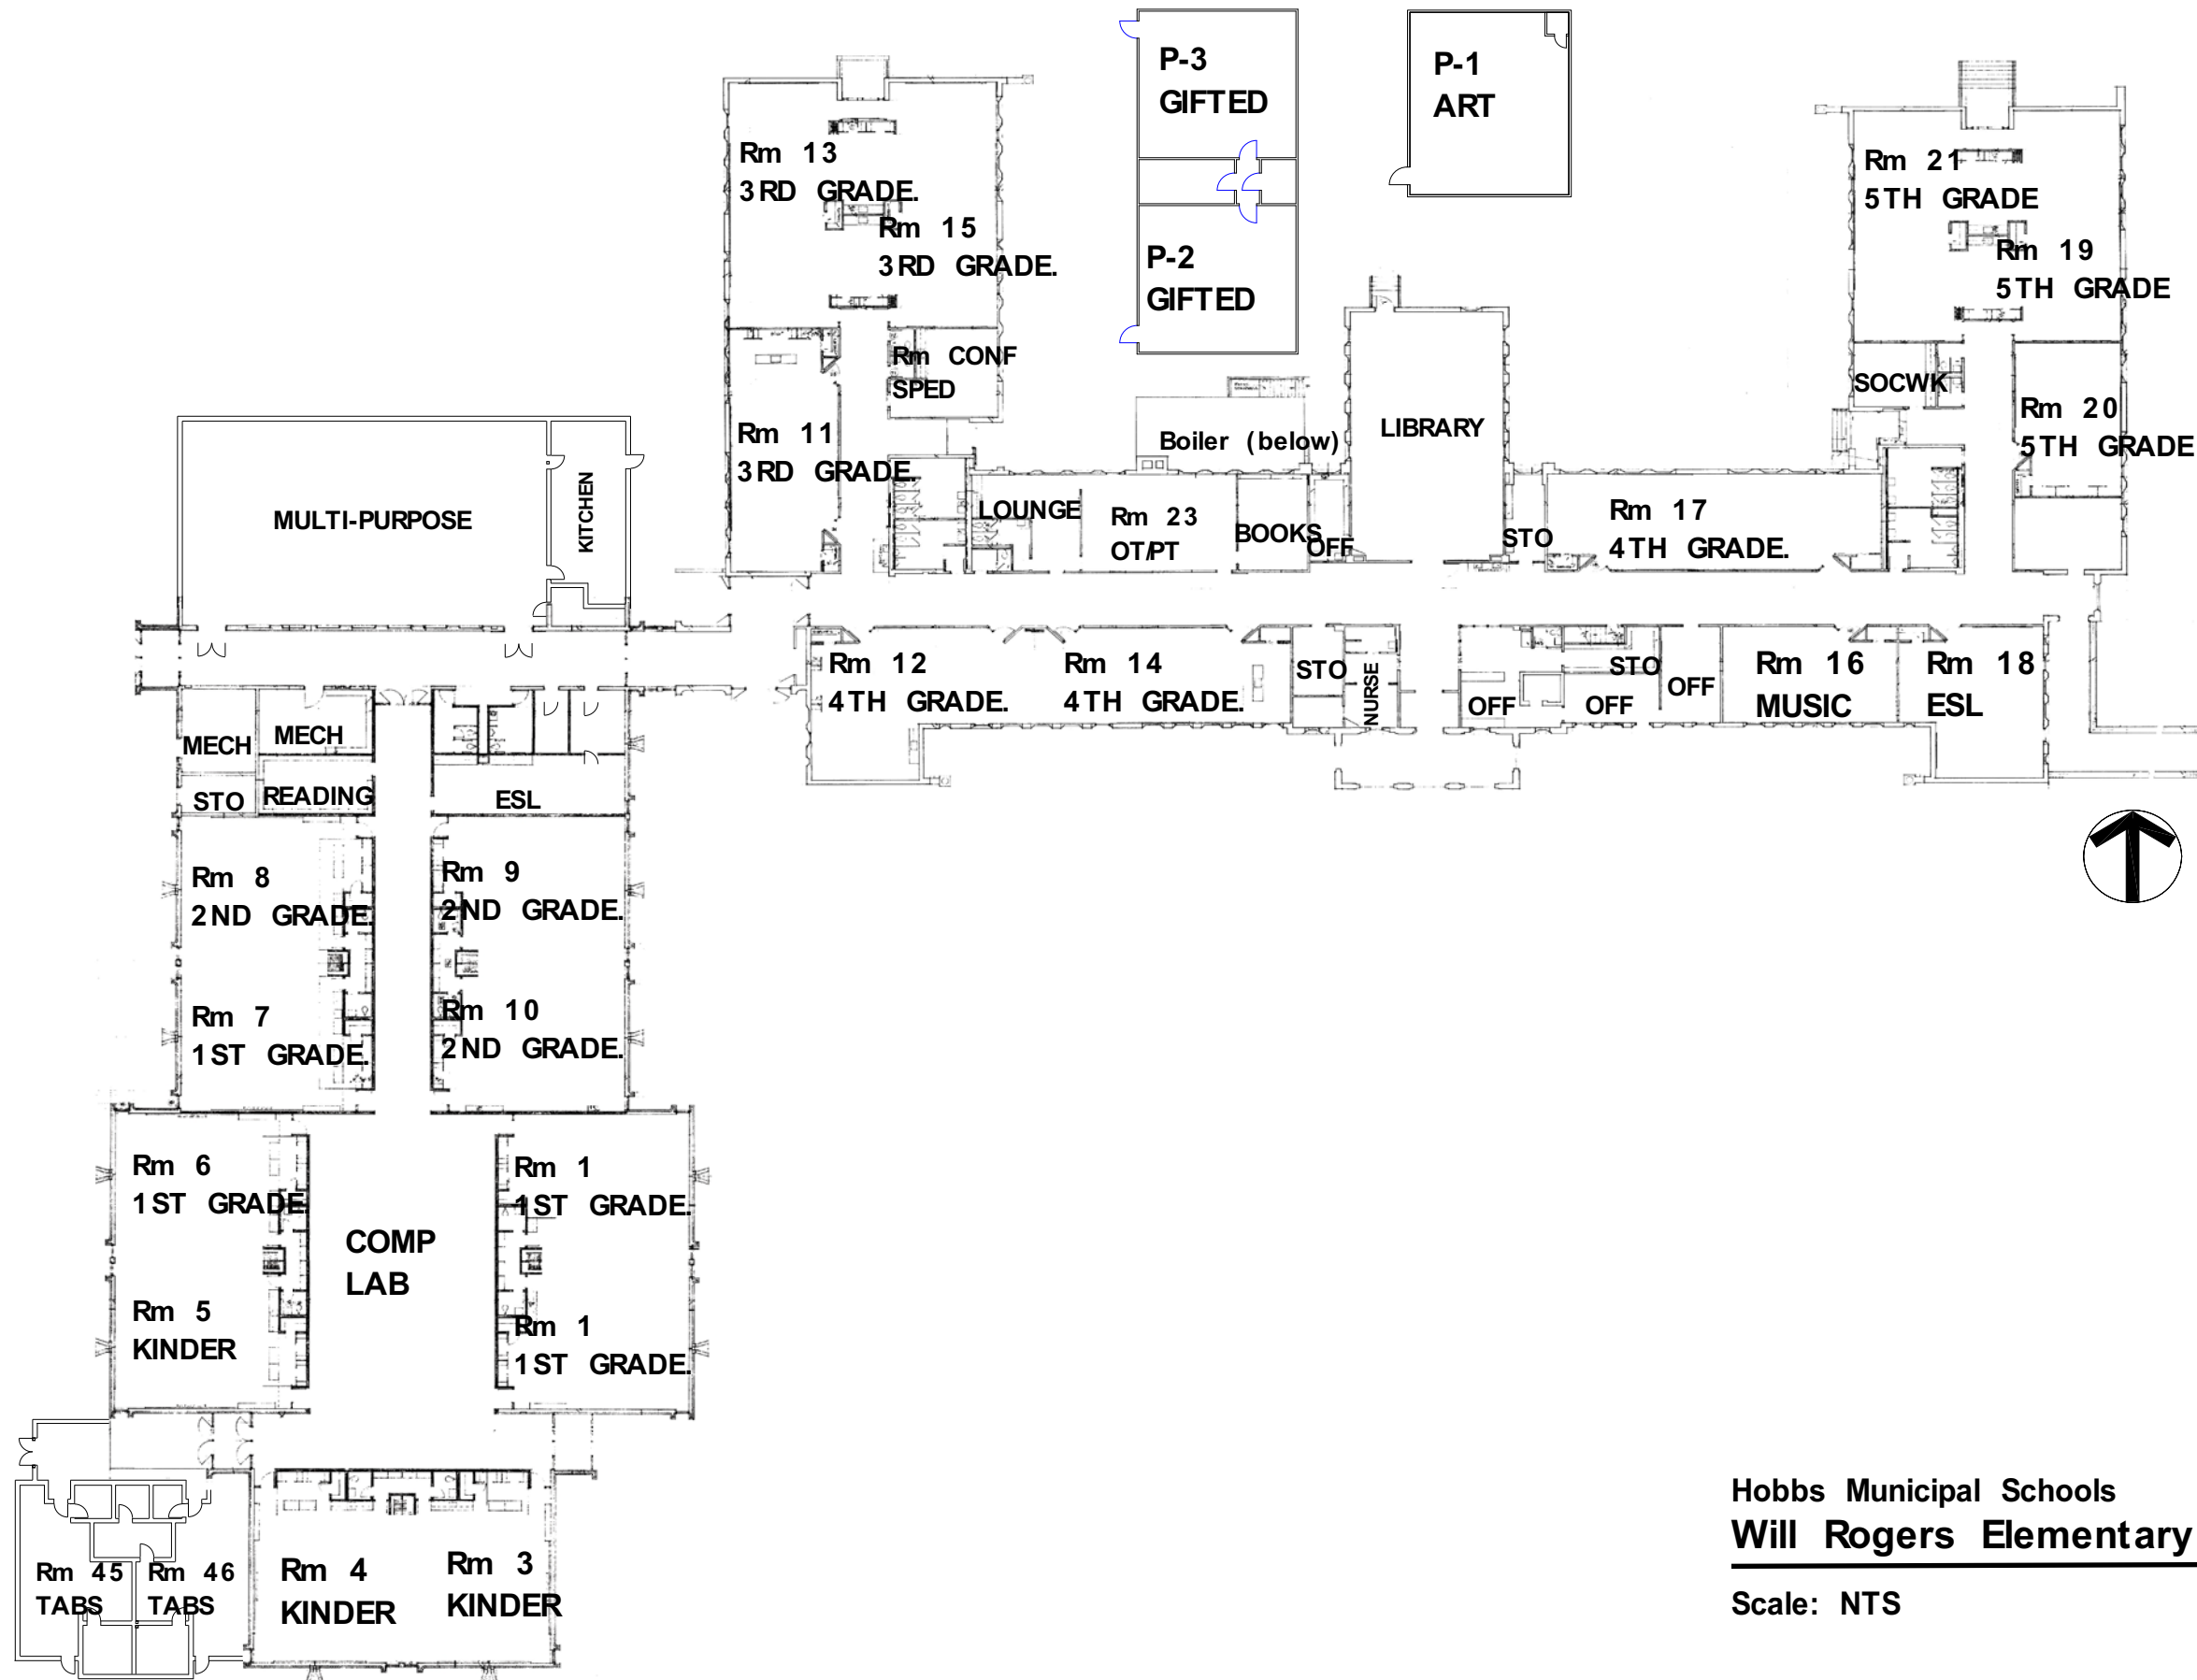 P-3
GIFTED
P-1
ART
Rm 13
3RD GRADE.
Rm 15
3RD GRADE.
P-2
GIFTED
Rm 21
5TH GRADE
Rm 19
5TH GRADE
Rm CONF
SPED
SOCWK
Rm 20
5TH GRADE
Rm 11
3RD GRADE.
Boiler (below)
LIBRARY
MULTI-PURPOSE
KITCHEN
LOUNGE
Rm 23
OT/PT
BOOKS
OFF
STO
Rm 17
4TH GRADE.
Rm 12
4TH GRADE.
Rm 14
4TH GRADE.
STO
NURSE
OFF
STO
OFF
OFF
Rm 16
MUSIC
Rm 18
ESL
MECH
MECH
STO
READING
ESL
Rm 8
2ND GRADE.
Rm 9
2ND GRADE.
Rm 7
1ST GRADE.
Rm 10
2ND GRADE.
Rm 6
1ST GRADE.
Rm 1
1ST GRADE.
COMP
LAB
Rm 5
KINDER
Rm 1
1ST GRADE.
Rm 45
TABS
Rm 46
TABS
Rm 4
KINDER
Rm 3
KINDER
Hobbs Municipal Schools
Will Rogers Elementary
Scale: NTS